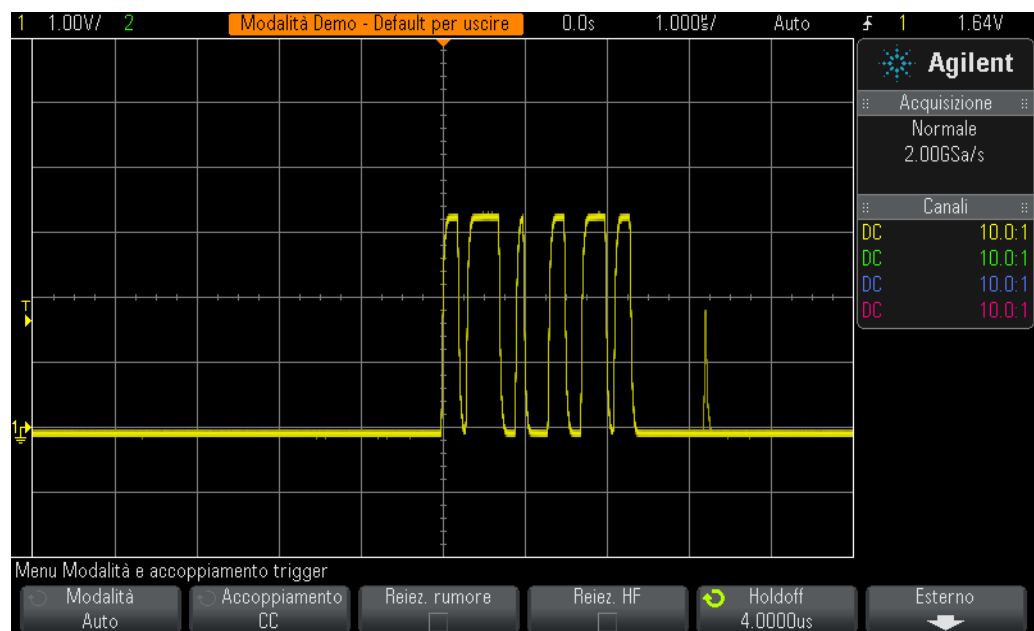 1 1.00V/ 2 Modalità Demo - Default per uscire 0.0s 1.000㎲/ Auto 1 1.64V
Agilent
Acquisizione
Normale
2.00GSa/s
Canali
DC 10.0:1
DC 10.0:1
DC 10.0:1
DC 10.0:1
T
1
Menu Modalità e accoppiamento trigger
Modalità Accoppiamento Reiez. rumore Reiez. HF Holdoff Esterno
Auto CC 4.0000us